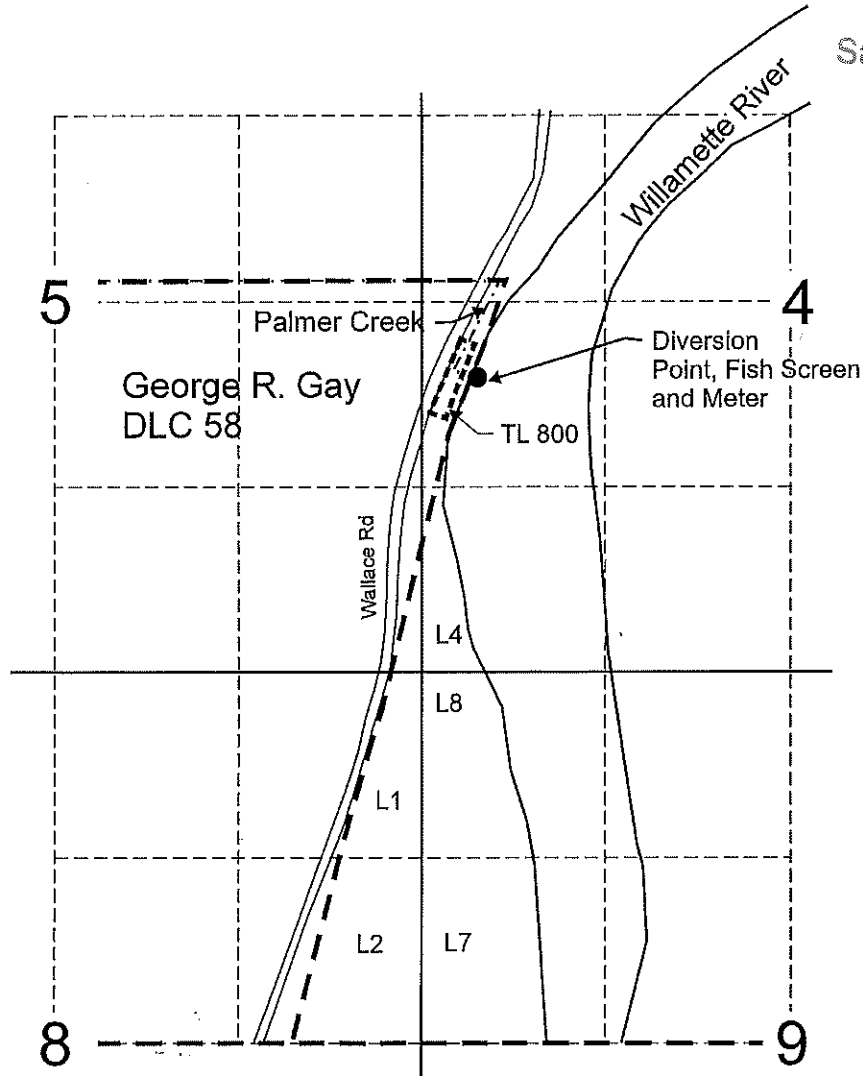 Willamette River
5
4
Palmer Creek
Diversion
Point, Fish Screen
and Meter
George R. Gay
DLC 58
TL 800
Wallace Rd
L4
L8
L1
L2
L7
8
9